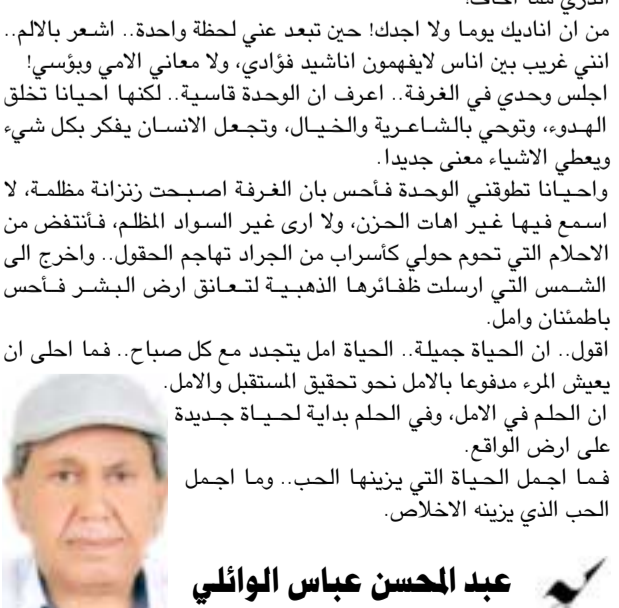 من ان اناديك يوما ولا اجدك! حين تبعد عني لحظة واحدة.. اشعر بالالم..
انني غريب بين اناس لايفهمون اناشيد فؤادي، ولا معاني الامي وبؤسي!
اجلس وحدي في الغرفة.. اعرف ان الوحدة قاسية.. لكنها احيانا تخلق
الهدوء، وتوحي بالشاعرية والخيال، وتجعل الانسان يفكر بكل شيء
ويعطي الاشياء معنى جديدا.
واحيانا تطوقني الوحدة فأحس بان الغرفة اصبحت زنزانة مظلمة، لا
اسمع فيها غير اهات الحزن، ولا ارى غير السواد المظلم، فأنتفض من
الاحلام التي تحوم حولي كأسراب من الجراد تهاجم الحقول.. واخرج الى
الشمس التي ارسلت ظفائرها الذهبية لتعانق ارض البشر فأحس
باطمئنان وامل.
اقول.. ان الحياة جميلة.. الحياة امل يتجدد مع كل صباح.. فما احلى ان
يعيش المرء مدفوعا بالامل نحو تحقيق المستقبل والامل.
ان الحلم في الامل، وفي الحلم بداية لحياة جديدة
على ارض الواقع.
فما اجمل الحياة التي يزينها الحب.. وما اجمل
الحب الذي يزينه الاخلاص.
عبد المحسن عباس الوائلي